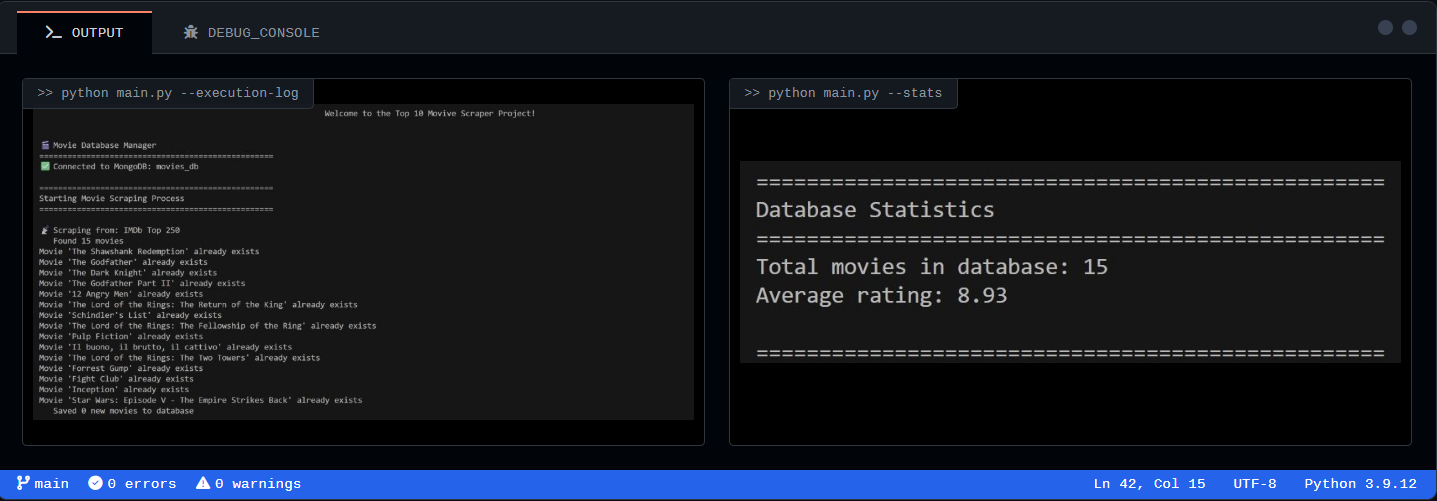 OUTPUT
DEBUG_CONSOLE
>> python main.py --execution-log
Welcome to the Top 10 Movive Scraper Project!
Movie Database Manager
==================================================
Connected to MongoDB: movies_db
==================================================
Starting Movie Scraping Process
==================================================
Scraping from: IMDb Top 250
Found 15 movies
Movie 'The Shawshank Redemption' already exists
Movie 'The Godfather' already exists
Movie 'The Dark Knight' already exists
Movie 'The Godfather Part II' already exists
Movie '12 Angry Men' already exists
Movie 'The Lord of the Rings: The Return of the King' already exists
Movie 'Schindler's List' already exists
Movie 'The Lord of the Rings: The Fellowship of the Ring' already exists
Movie 'Pulp Fiction' already exists
Movie 'Il buono, il brutto, il cattivo' already exists
Movie 'The Lord of the Rings: The Two Towers' already exists
Movie 'Forrest Gump' already exists
Movie 'Fight Club' already exists
Movie 'Inception' already exists
Movie 'Star Wars: Episode V - The Empire Strikes Back' already exists
Saved 0 new movies to database
>> python main.py --stats
==================================================
Database Statistics
==================================================
Total movies in database: 15
Average rating: 8.93
==================================================
main
0 errors
0 warnings
Ln 42, Col 15
UTF-8
Python 3.9.12